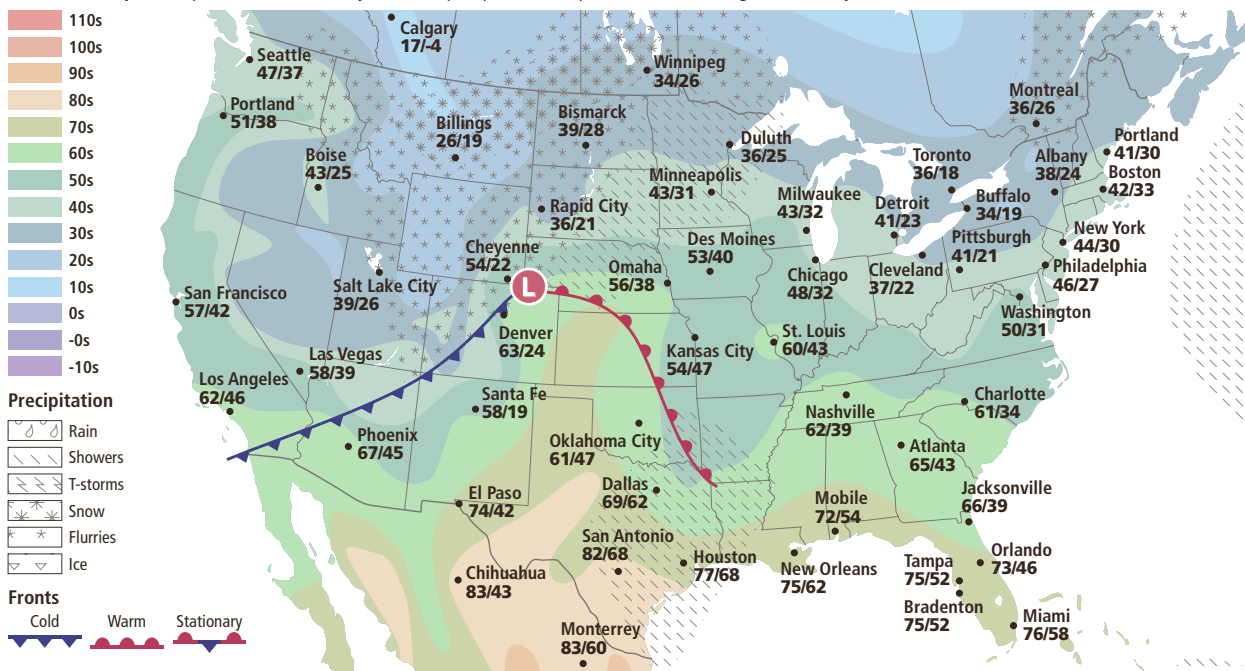 110s
100s
90s
80s
70s
60s
50s
40s
30s
20s
10s
0s
-0s
-10s
Precipitation
Rain
Showers
T-storms
Snow
Flurries
Ice
Fronts
Cold
Warm
Stationary
Calgary
17/-4
Seattle
47/37
Winnipeg
34/26
Portland
51/38
Billings
26/19
Bismarck
39/28
Montreal
36/26
Duluth
36/25
Portland
41/30
Boise
43/25
Toronto
36/18
Albany
38/24
Boston
42/33
Minneapolis
43/31
Milwaukee
43/32
Detroit
41/23
Buffalo
34/19
Rapid City
36/21
New York
44/30
Cheyenne
54/22
Des Moines
53/40
Pittsburgh
41/21
Omaha
56/38
Chicago
48/32
Cleveland
37/22
Philadelphia
46/27
L
San Francisco
57/42
Salt Lake City
39/26
Washington
50/31
Denver
63/24
St. Louis
60/43
Las Vegas
58/39
Kansas City
54/47
Los Angeles
62/46
Santa Fe
58/19
Nashville
62/39
Charlotte
61/34
Phoenix
67/45
Oklahoma City
61/47
Atlanta
65/43
El Paso
74/42
Dallas
69/62
Mobile
72/54
Jacksonville
66/39
San Antonio
82/68
Houston
77/68
New Orleans
75/62
Tampa
75/52
Orlando
73/46
Chihuahua
83/43
Bradenton
75/52
Miami
76/58
Monterrey
83/60